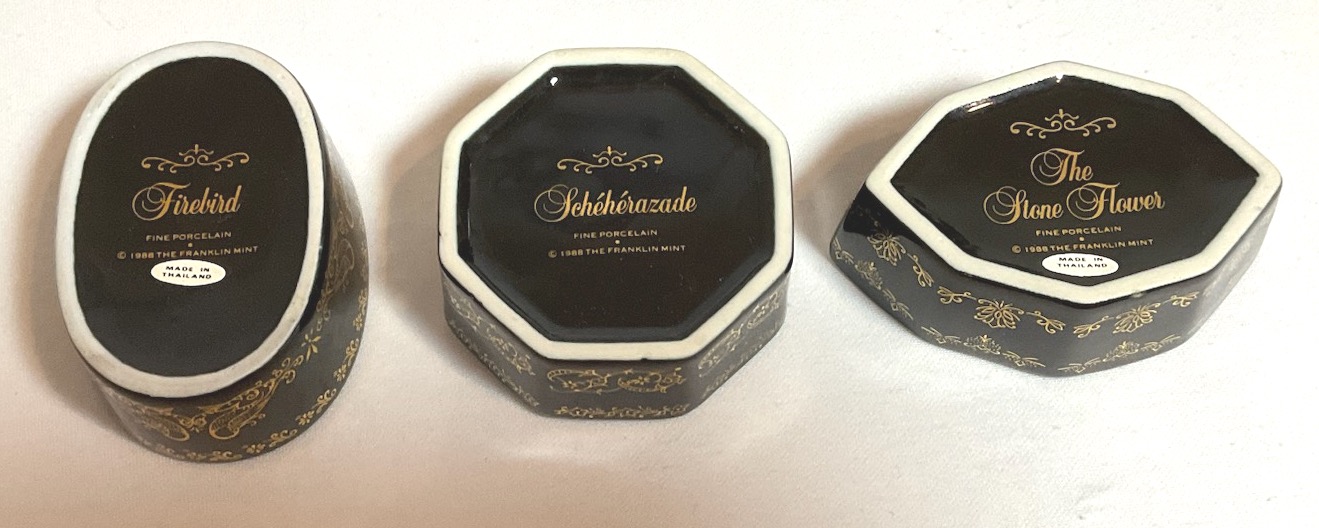 Firebird
FINE PORCELAIN
•
© 1988 THE FRANKLIN MINT
MADE IN
THAILAND
Schéhérazade
FINE PORCELAIN
•
© 1988 THE FRANKLIN MINT
The
Stone Flower
FINE PORCELAIN
•
© 1988 THE FRANKLIN MINT
MADE IN
THAILAND